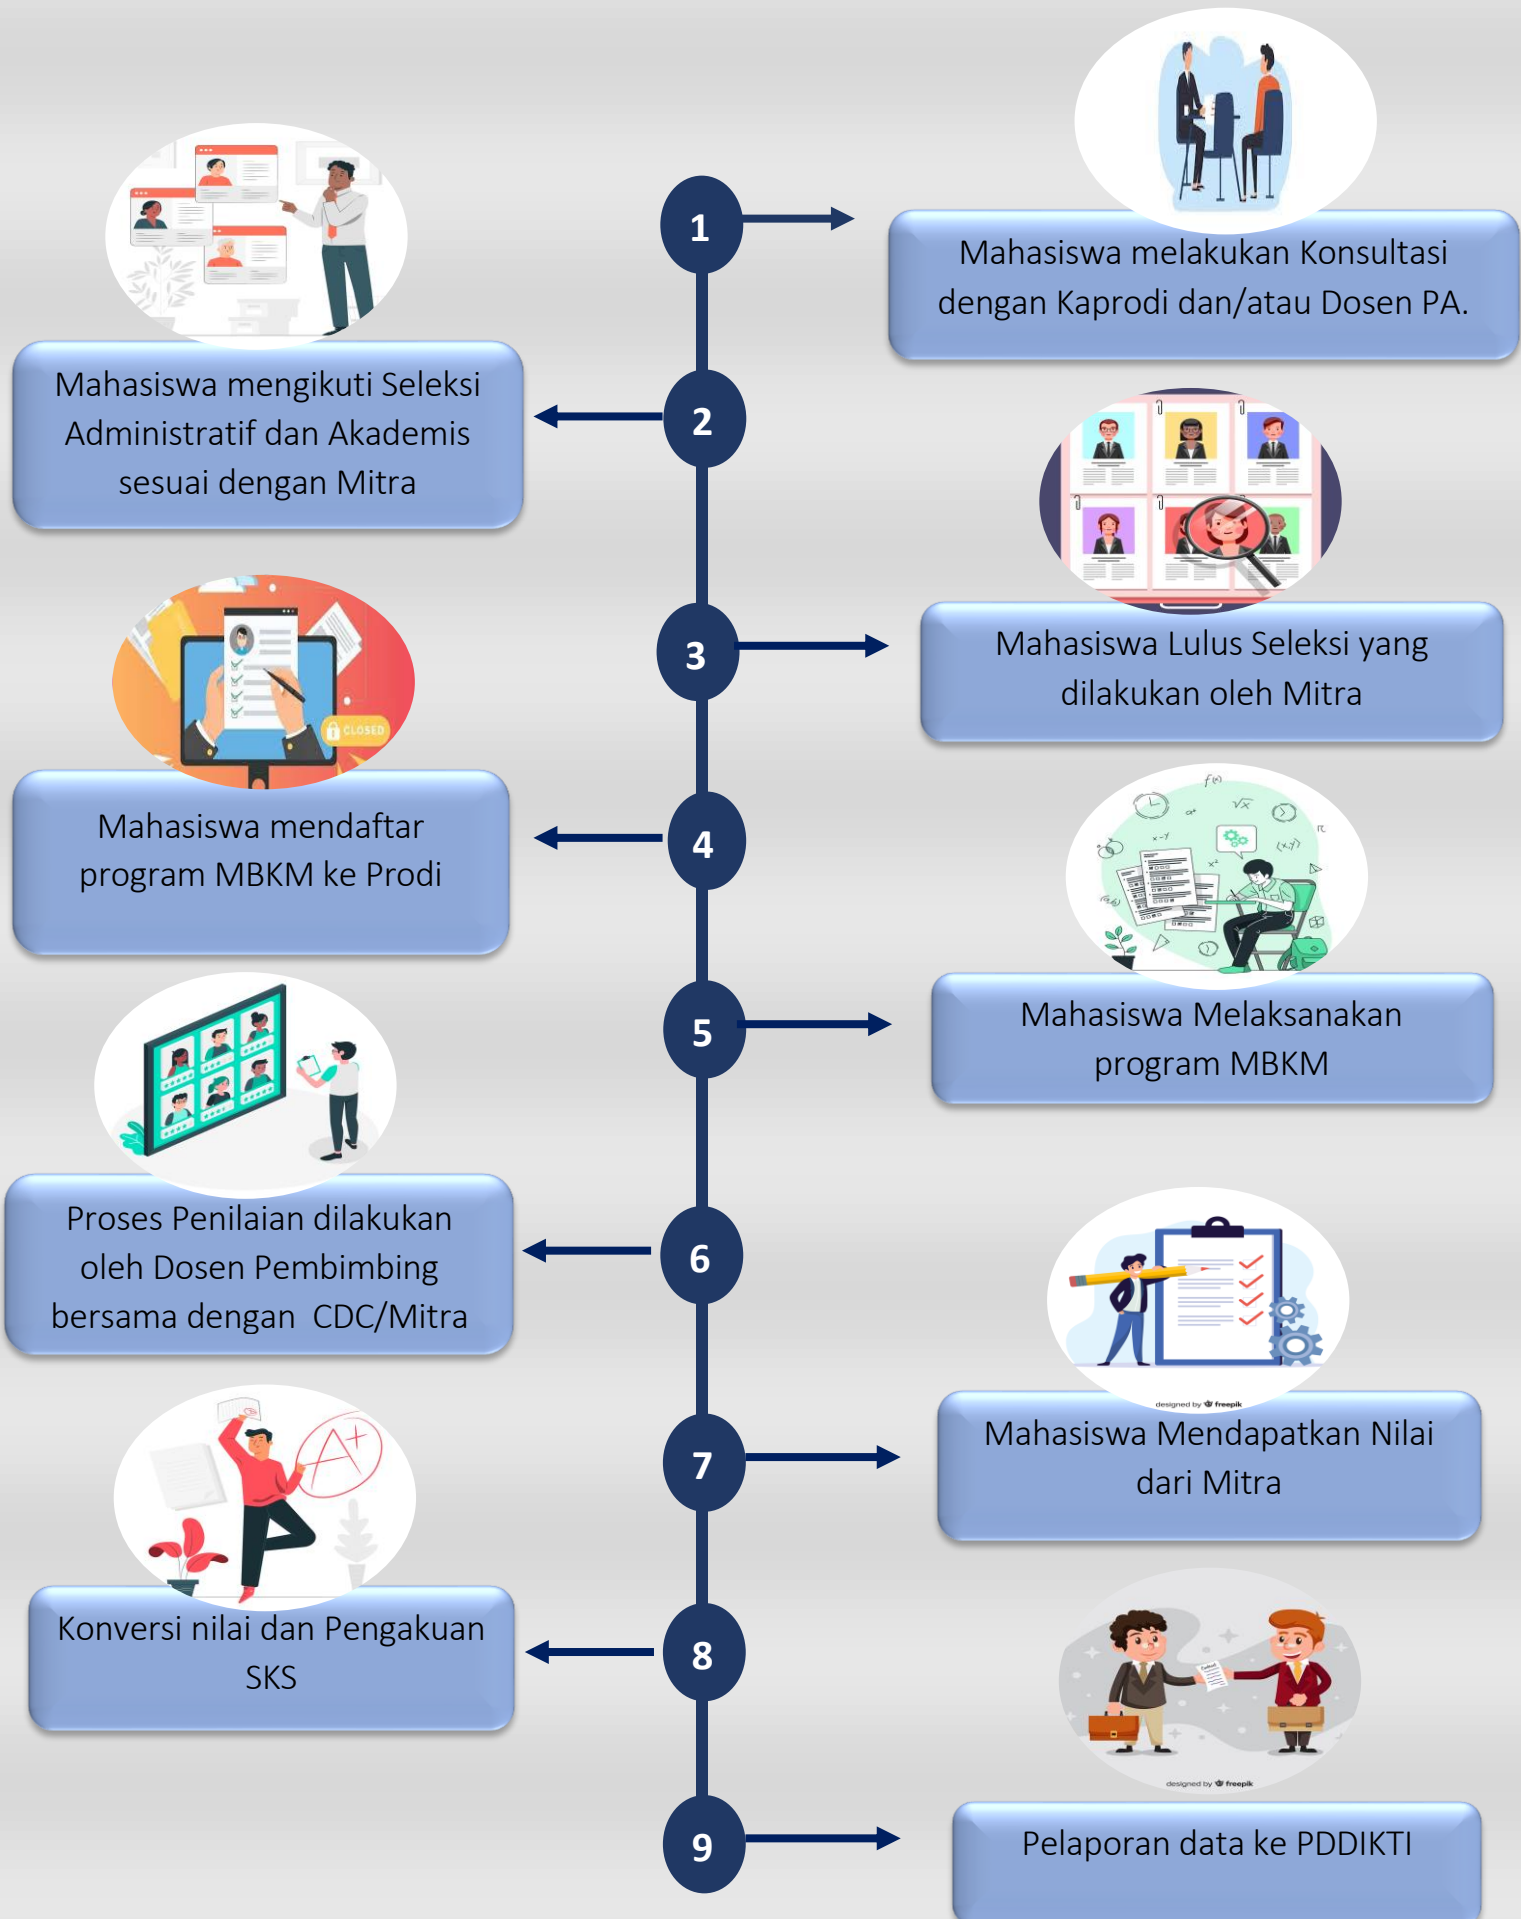 1
Mahasiswa melakukan Konsultasi
dengan Kaprodi dan/atau Dosen PA.
2
Mahasiswa mengikuti Seleksi
Administratif dan Akademis
sesuai dengan Mitra
3
Mahasiswa Lulus Seleksi yang
dilakukan oleh Mitra
4
CLOSED
Mahasiswa mendaftar
program MBKM ke Prodi
5
f(x)
√x
x-y
x²
(x,y)
Mahasiswa Melaksanakan
program MBKM
6
Proses Penilaian dilakukan
oleh Dosen Pembimbing
bersama dengan CDC/Mitra
7
designed by freepik
Mahasiswa Mendapatkan Nilai
dari Mitra
8
A+
Konversi nilai dan Pengakuan
SKS
9
designed by freepik
Pelaporan data ke PDDIKTI